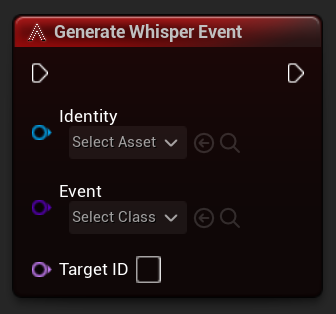 Generate Whisper Event
Identity
Select Asset
Event
Select Class
Target ID